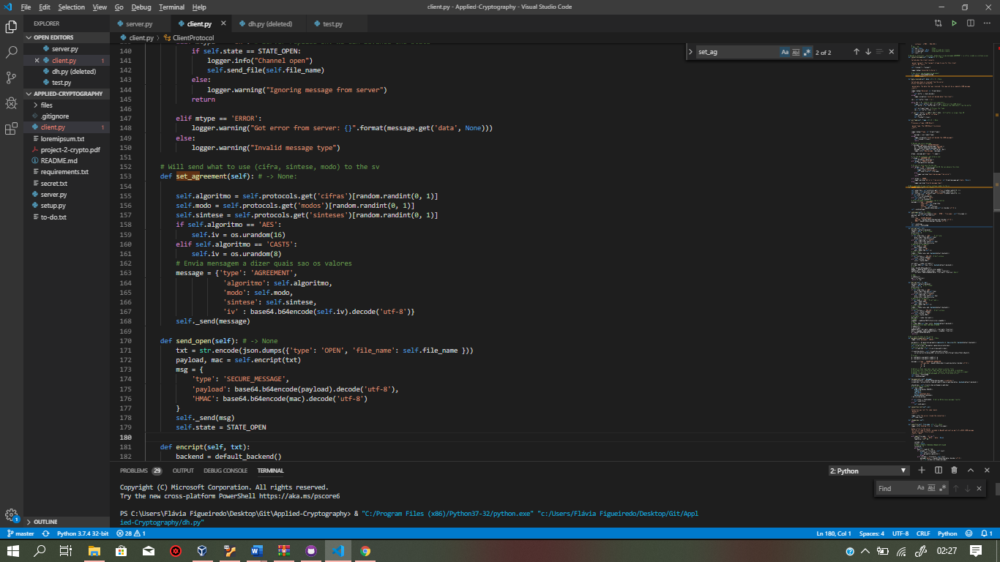 File Edit Selection View Go Debug Terminal Help
client.py - Applied-Cryptography - Visual Studio Code
EXPLORER
OPEN EDITORS
server.py
client.py 1
dh.py (deleted)
test.py
APPLIED-CRYPTOGRAPHY
files
.gitignore
client.py 1
loremipsum.txt
project-2-crypto.pdf
README.md
requirements.txt
secret.txt
server.py
setup.py
to-do.txt
OUTLINE
server.py client.py dh.py (deleted) test.py
client.py > ClientProtocol
set_ag Aa Abl 2 of 2
140 if self.state == STATE_OPEN:
141 logger.info("Channel open")
142 self.send_file(self.file_name)
143 else:
144 logger.warning("Ignoring message from server")
145 return
146
147 elif mtype == 'ERROR':
148 logger.warning("Got error from server: {}".format(message.get('data', None)))
149 else:
150 logger.warning("Invalid message type")
151
152 # Will send what to use (cifra, sintese, modo) to the sv
153 def set_agreement(self): # -> None:
154
155 self.algoritmo = self.protocols.get('cifras')[random.randint(0, 1)]
156 self.modo = self.protocols.get('modos')[random.randint(0, 1)]
157 self.sintese = self.protocols.get('sinteses')[random.randint(0, 1)]
158 if self.algoritmo == 'AES':
159 self.iv = os.urandom(16)
160 elif self.algoritmo == 'CAST5':
161 self.iv = os.urandom(8)
162 # Envia mensagem a dizer quais sao os valores
163 message = {'type': 'AGREEMENT',
164 'algoritmo': self.algoritmo,
165 'modo': self.modo,
166 'sintese': self.sintese,
167 'iv' : base64.b64encode(self.iv).decode('utf-8')}
168 self._send(message)
169
170 def send_open(self): # -> None
171 txt = str.encode(json.dumps({'type': 'OPEN', 'file_name': self.file_name }))
172 payload, mac = self.encript(txt)
173 msg = {
174 'type': 'SECURE_MESSAGE',
175 'payload': base64.b64encode(payload).decode('utf-8'),
176 'HMAC': base64.b64encode(mac).decode('utf-8')
177 }
178 self._send(msg)
179 self.state = STATE_OPEN
180
181 def encript(self, txt):
182 backend = default_backend()
PROBLEMS 29 OUTPUT DEBUG CONSOLE TERMINAL
2: Python
Find Aa Abl
Copyright (C) Microsoft Corporation. All rights reserved.
Try the new cross-platform PowerShell https://aka.ms/pscore6
PS C:\Users\Flávia Figueiredo\Desktop\Git\Applied-Cryptography> & "C:/Program Files (x86)/Python37-32/python.exe" "c:/Users/Flávia Figueiredo/Desktop/Git/Appl
ied-Cryptography/dh.py"
1
master Python 3.7.4 32-bit 28 1
Ln 180, Col 1 Spaces: 4 UTF-8 CRLF Python 1
02:27